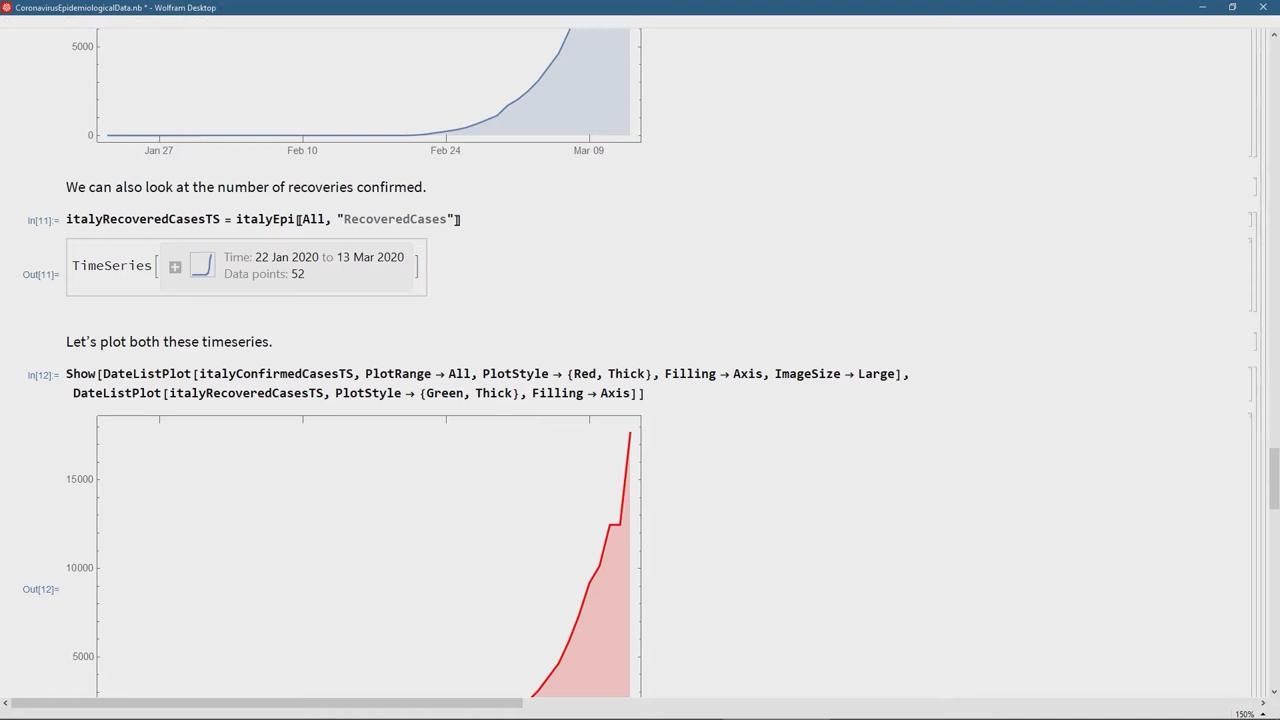 CoronavirusEpidemiologicalData.nb * - Wolfram Desktop
5000
0
Jan 27 Feb 10 Feb 24 Mar 09
We can also look at the number of recoveries confirmed.
In[11]:= italyRecoveredCasesTS = italyEpi〚All, "RecoveredCases"〛
Time: 22 Jan 2020 to 13 Mar 2020
Out[11]= TimeSeries[ Data points: 52 ]
Let's plot both these timeseries.
In[12]:= Show[DateListPlot[italyConfirmedCasesTS, PlotRange → All, PlotStyle → {Red, Thick}, Filling → Axis, ImageSize → Large],
DateListPlot[italyRecoveredCasesTS, PlotStyle → {Green, Thick}, Filling → Axis]]
15000
10000
Out[12]=
5000
150%